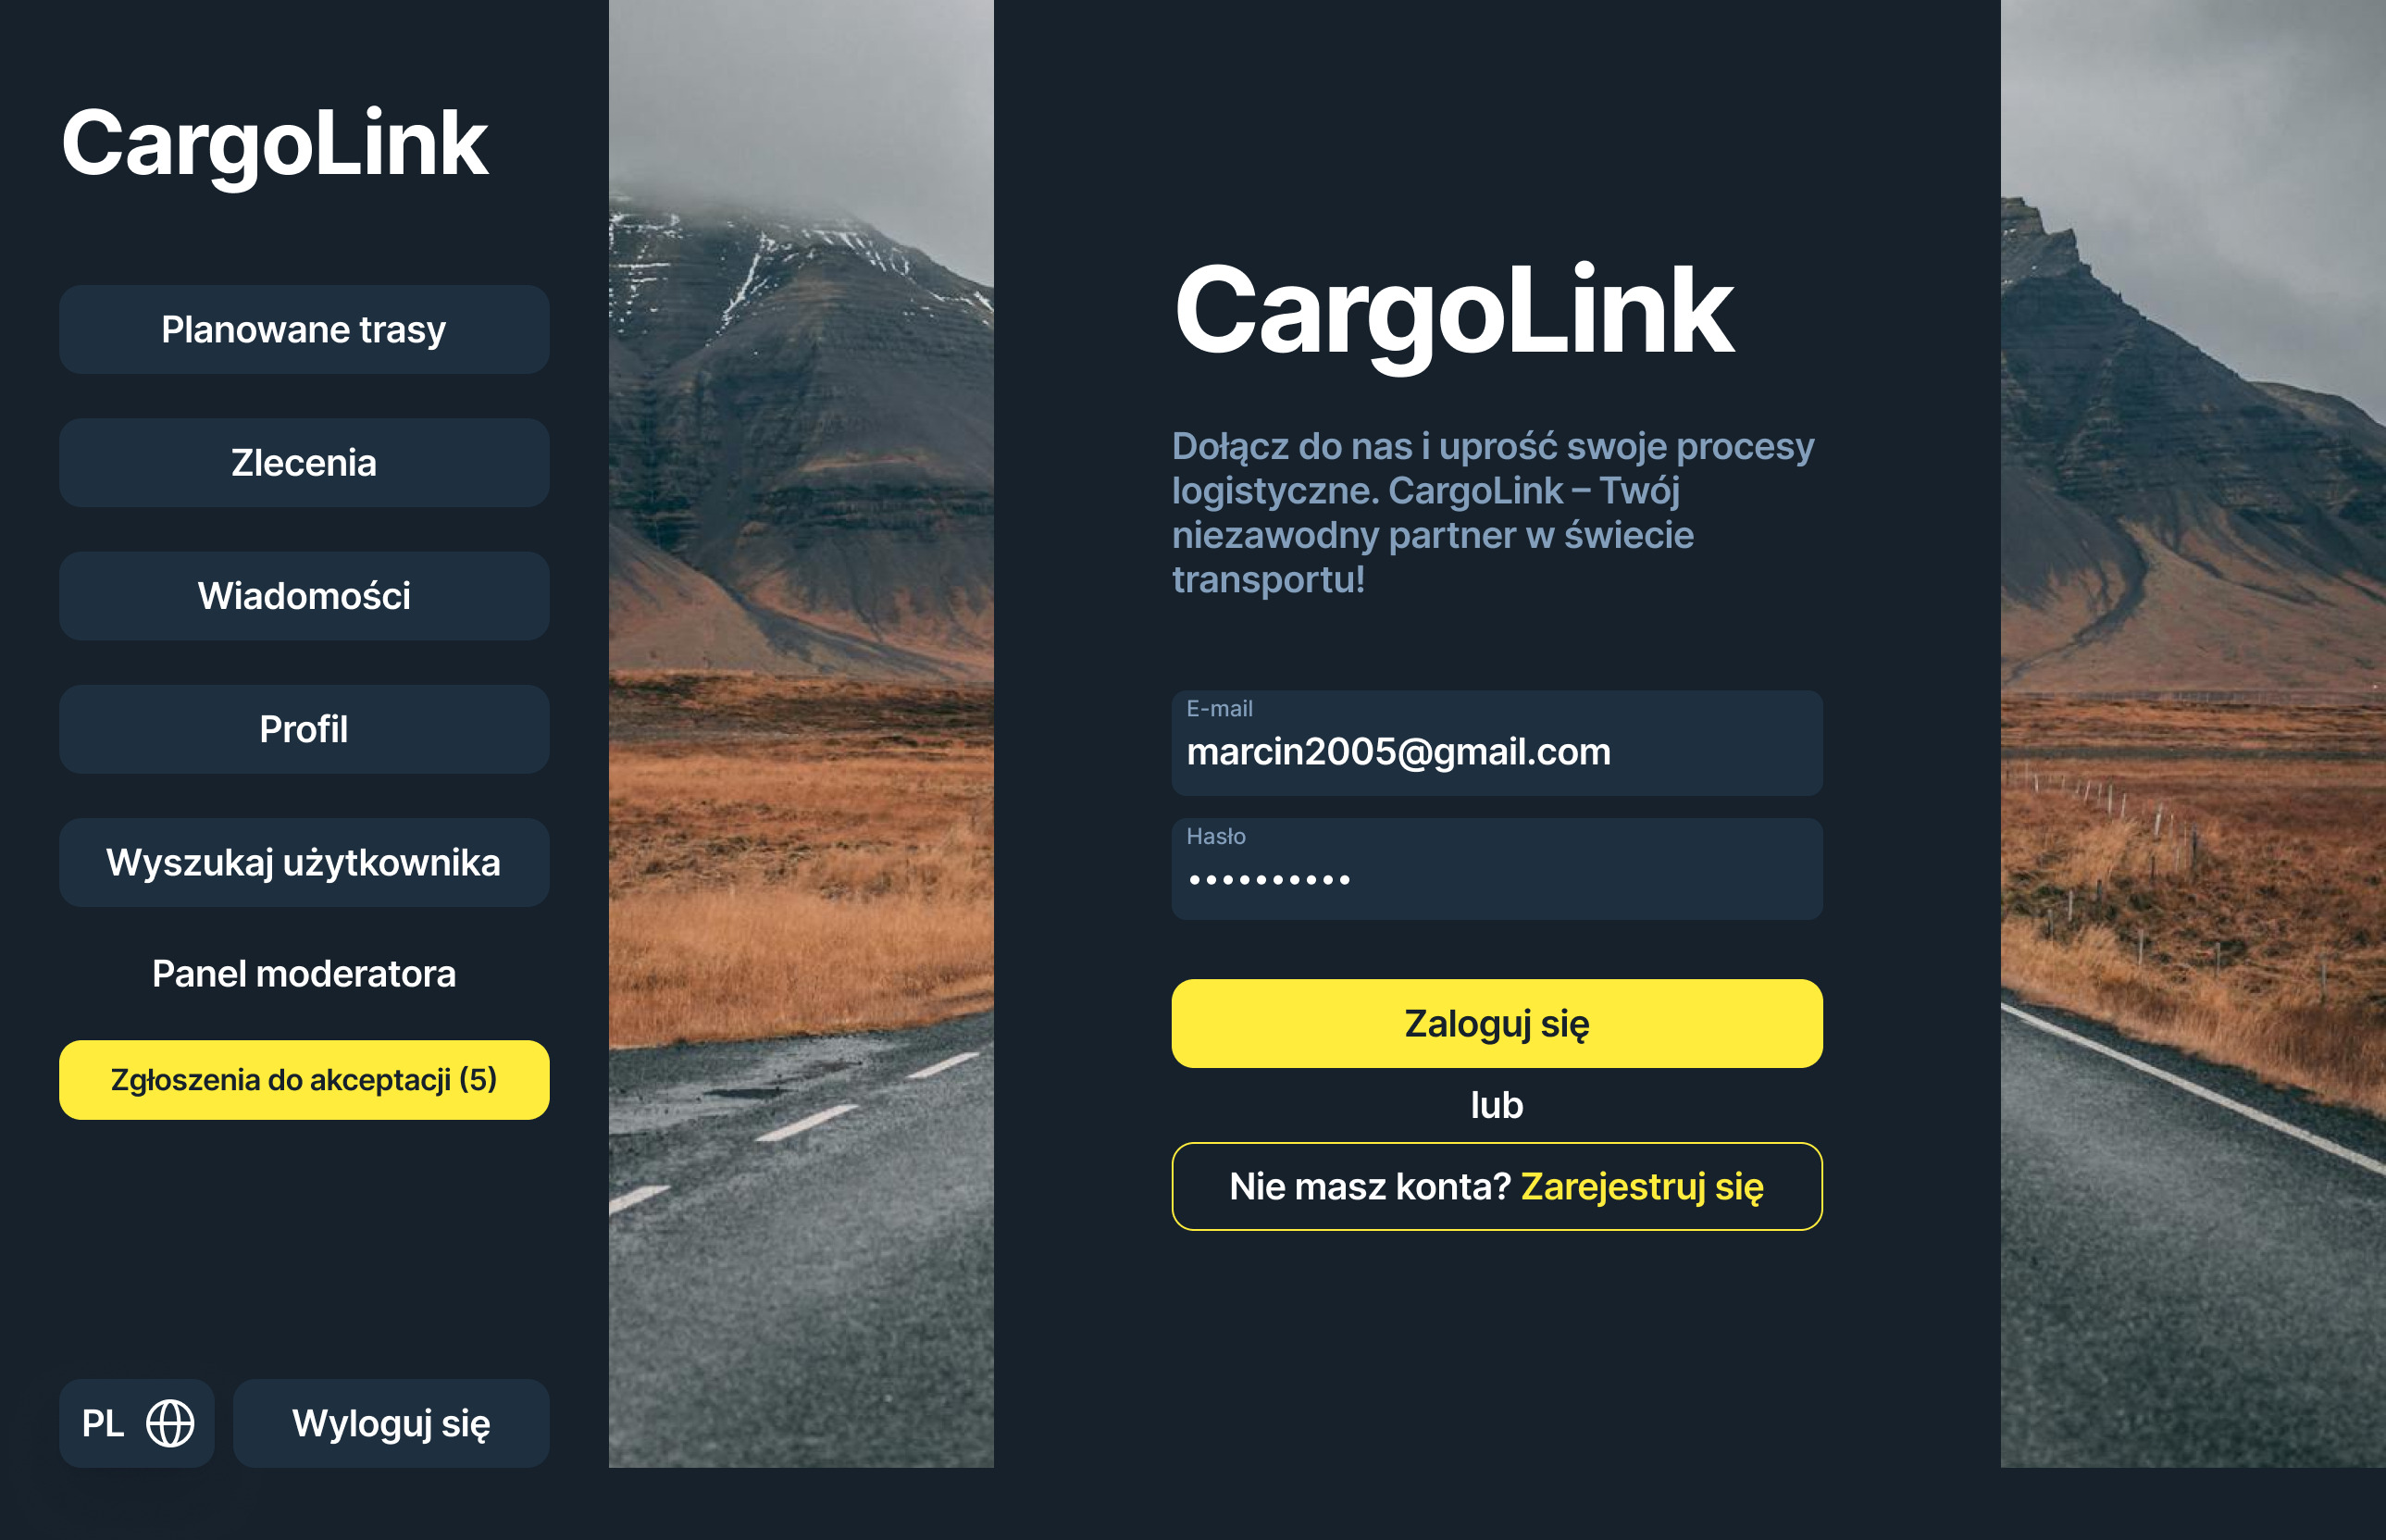 CargoLink
Planowane trasy
Zlecenia
Wiadomości
Profil
Wyszukaj użytkownika
Panel moderatora
Zgłoszenia do akceptacji (5)
PL
Wyloguj się
CargoLink
Dołącz do nas i uprość swoje procesy
logistyczne. CargoLink – Twój
niezawodny partner w świecie
transportu!
E-mail
marcin2005@gmail.com
Hasło
••••••••••
Zaloguj się
lub
Nie masz konta? Zarejestruj się